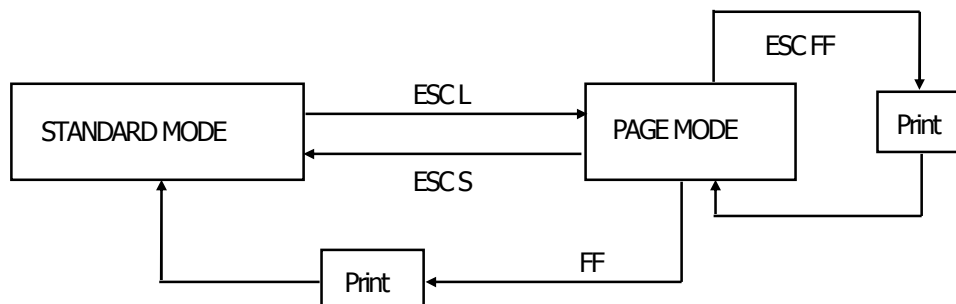 ESC FF
ESC L
STANDARD MODE
PAGE MODE
Print
ESC S
FF
Print